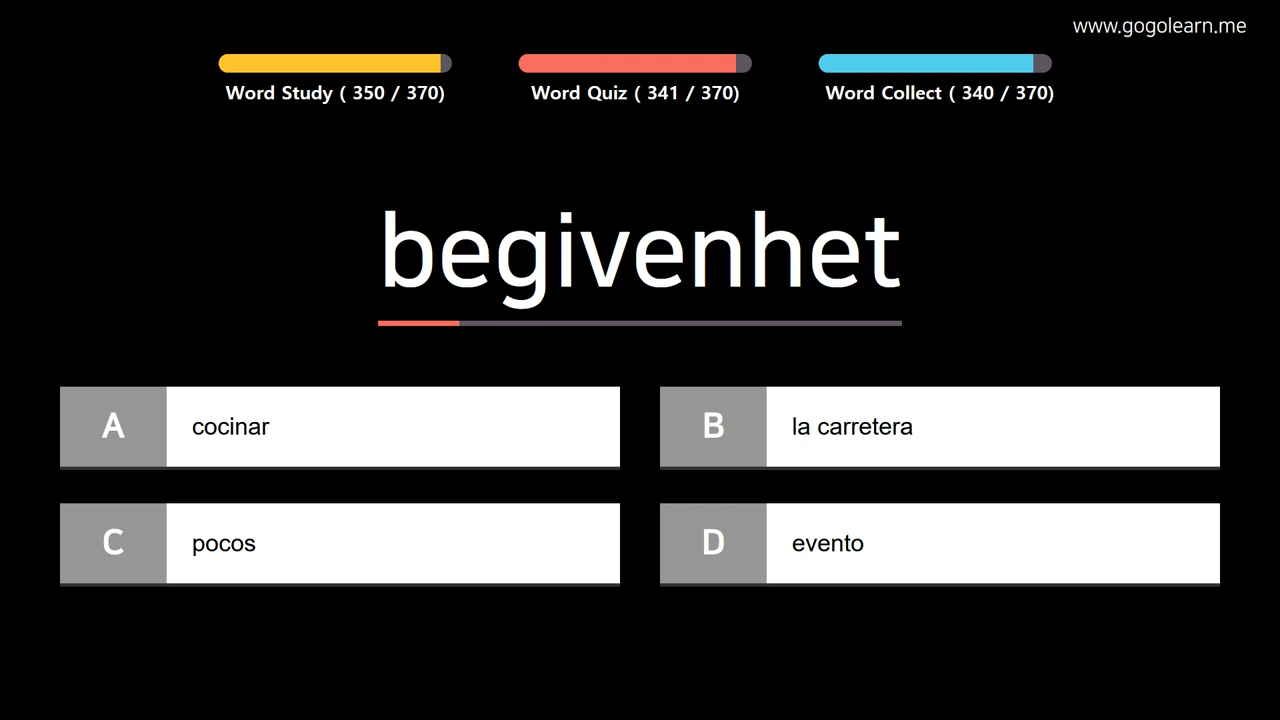 www.gogolearn.me
Word Study ( 350 / 370)
Word Quiz ( 341 / 370)
Word Collect ( 340 / 370)
begivenhet
A
cocinar
B
la carretera
C
pocos
D
evento